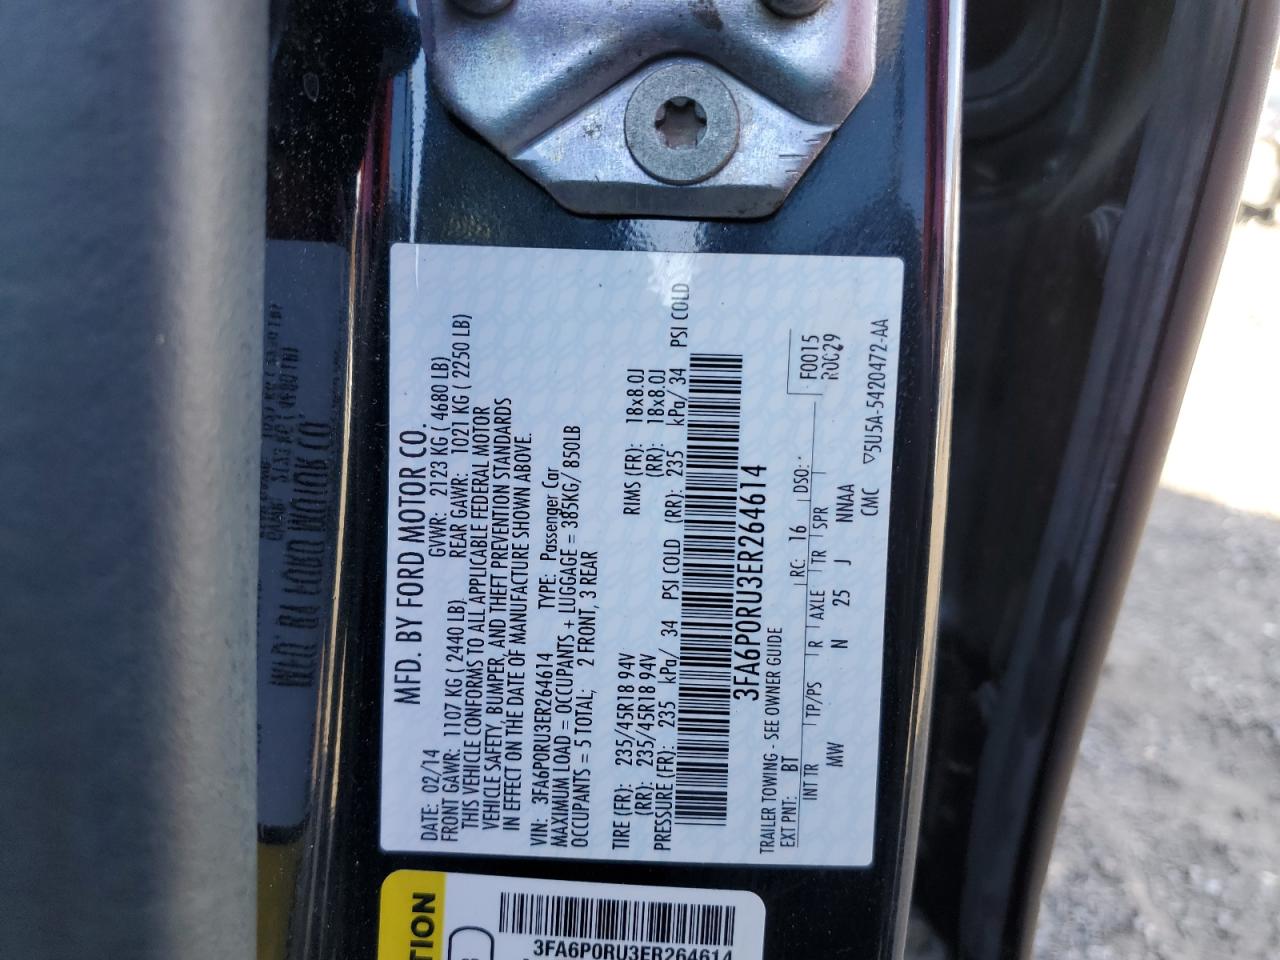 MFD. BY FORD MOTOR CO.
DATE: 02/14 GVWR: 2123 KG ( 4680 LB)
FRONT GAWR: 1107 KG ( 2440 LB) REAR GAWR: 1021 KG ( 2250 LB)
THIS VEHICLE CONFORMS TO ALL APPLICABLE FEDERAL MOTOR
VEHICLE SAFETY, BUMPER, AND THEFT PREVENTION STANDARDS
IN EFFECT ON THE DATE OF MANUFACTURE SHOWN ABOVE.
VIN: 3FA6P0RU3ER264614 TYPE: Passenger Car
MAXIMUM LOAD = OCCUPANTS + LUGGAGE = 385KG/ 850LB
OCCUPANTS = 5 TOTAL; 2 FRONT, 3 REAR
TIRE (FR): 235/45R18 94V RIMS (FR): 18x8.0J
(RR): 235/45R18 94V (RR): 18x8.0J
PRESSURE (FR): 235 kPa/ 34 PSI COLD (RR): 235 kPa/ 34 PSI COLD
3FA6P0RU3ER264614
TRAILER TOWING - SEE OWNER GUIDE F0015
EXT PNT: BT RC: 16 DSO: R0C29
INT TR TP/PS R AXLE TR SPR
MW N 25 J NNAA
CMC ▽5U5A-5420472-AA
TION
3FA6P0RU3ER264614